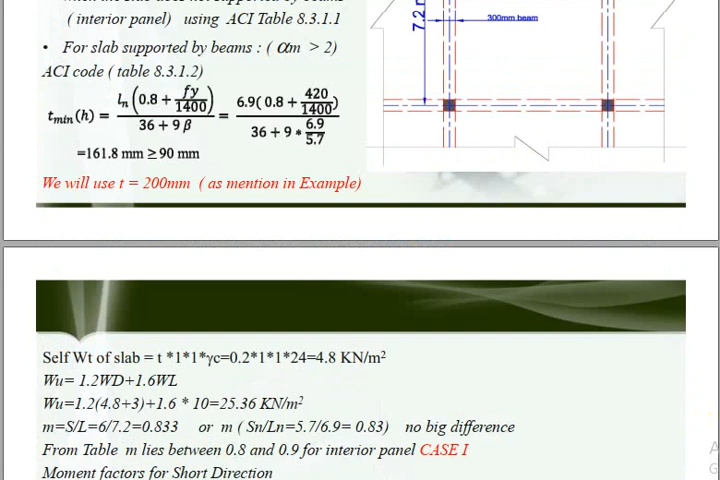 ( interior panel)   using  ACI Table 8.3.1.1
•   For slab supported by beams : ( αm  > 2)
ACI code ( table 8.3.1.2)
tmin(h) = ln(0.8 + fy/1400) / 36 + 9 β = 6.9( 0.8 + 420/1400) / 36 + 9 * 6.9/5.7
=161.8 mm ≥ 90 mm
We will use t = 200mm  ( as mention in Example)
300mm beam
Self Wt of slab = t *1*1*γc=0.2*1*1*24=4.8 KN/m²
Wu= 1.2WD+1.6WL
Wu=1.2(4.8+3)+1.6 * 10=25.36 KN/m²
m=S/L=6/7.2=0.833     or  m ( Sn/Ln=5.7/6.9= 0.83)    no big difference
From Table  m lies between 0.8 and 0.9 for interior panel CASE I
Moment factors for Short Direction